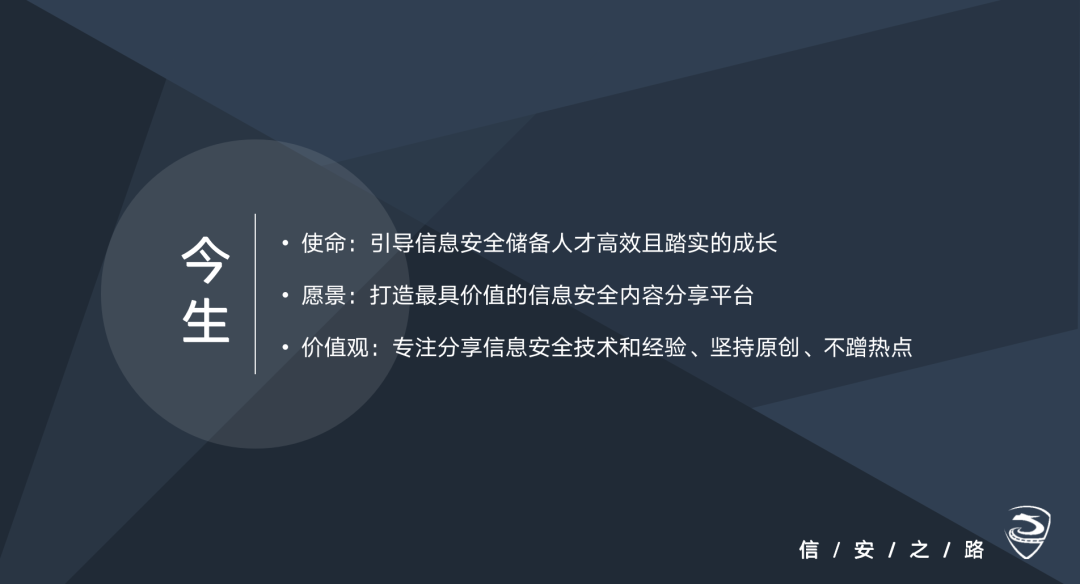 今
生
• 使命：引导信息安全储备人才高效且踏实的成长
• 愿景：打造最具价值的信息安全内容分享平台
• 价值观：专注分享信息安全技术和经验、坚持原创、不蹭热点
信 / 安 / 之 / 路